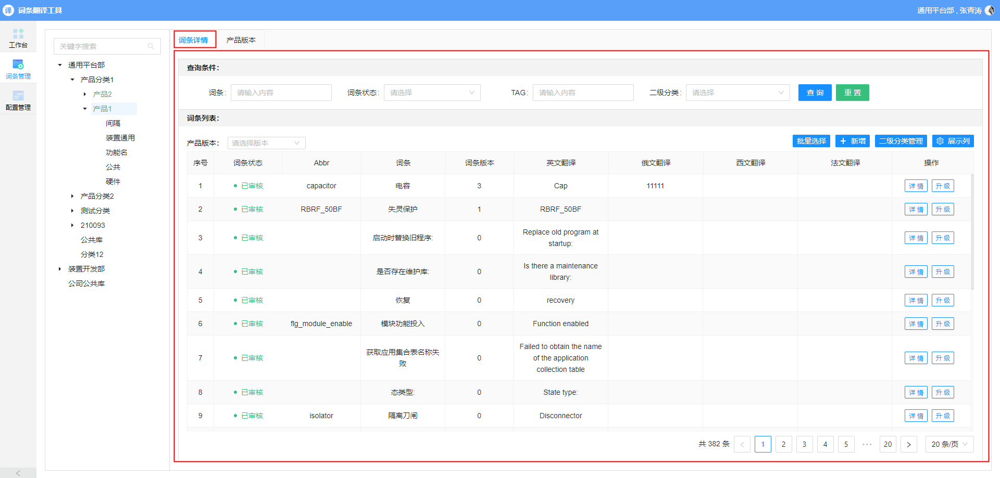 译 词条翻译工具
通用平台部 , 张青涛
工作台
词条管理
配置管理
关键字搜索
通用平台部
产品分类1
产品2
产品1
间隔
装置通用
功能名
公共
硬件
产品分类2
测试分类
210093
公共库
分类12
装置开发部
公司公共库
词条详情 产品版本
查询条件:
词条: 请输入内容 词条状态: 请选择 TAG: 请输入内容 二级分类: 请选择 查 询 重 置
词条列表:
产品版本: 请选择版本 批量选择 + 新增 二级分类管理 展示列
序号 词条状态 Abbr 词条 词条版本 英文翻译 俄文翻译 西文翻译 法文翻译 操作
1 已审核 capacitor 电容 3 Cap 11111 详 情 升 级
2 已审核 RBRF_50BF 失灵保护 1 RBRF_50BF 详 情 升 级
3 已审核 启动时替换旧程序: 0 Replace old program at
startup: 详 情 升 级
4 已审核 是否存在维护库: 0 Is there a maintenance
library: 详 情 升 级
5 已审核 恢复 0 recovery 详 情 升 级
6 已审核 flg_module_enable 模块功能投入 0 Function enabled 详 情 升 级
7 已审核 获取应用集合表名称失
败 0 Failed to obtain the name
of the application
collection table 详 情 升 级
8 已审核 态类型: 0 State type: 详 情 升 级
9 已审核 isolator 隔离刀闸 0 Disconnector 详 情 升 级
共 382 条 < 1 2 3 4 5 ••• 20 > 20 条/页